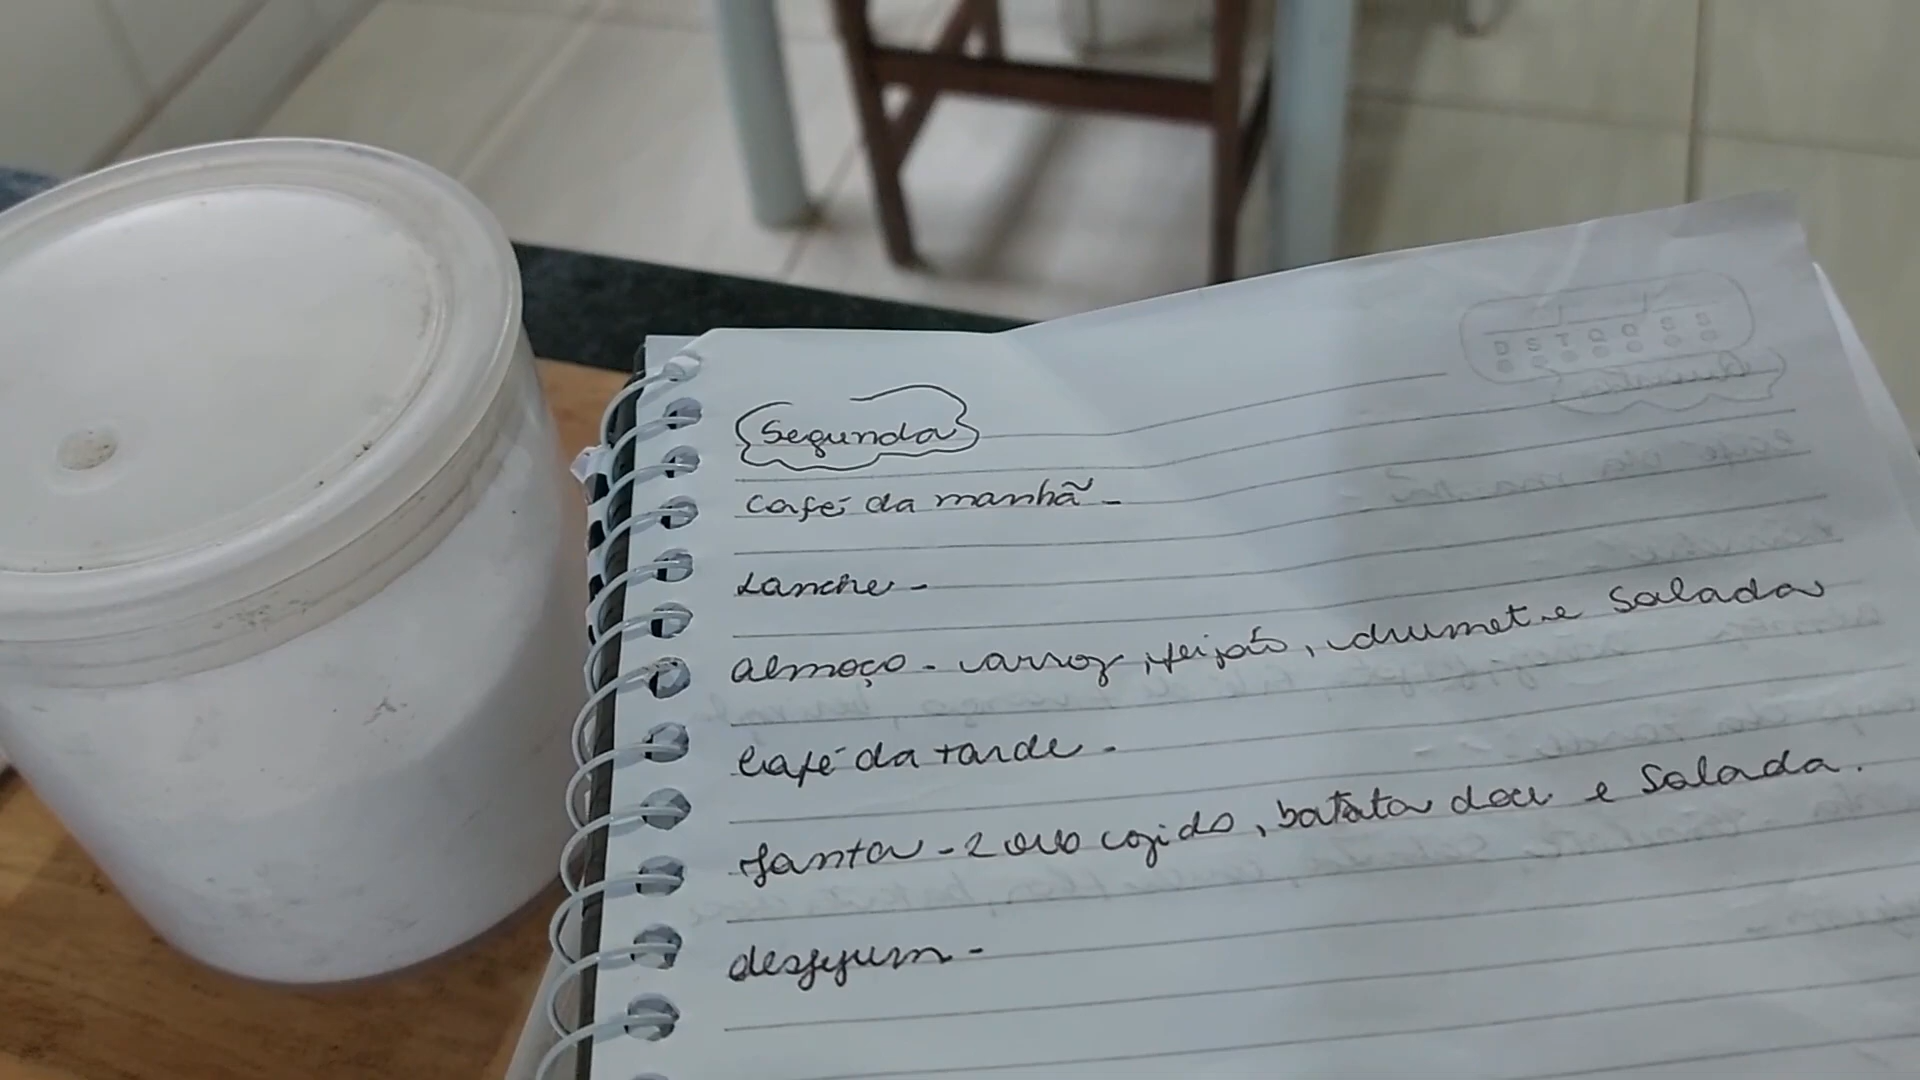 D S T Q Q S S
Segunda
café da manhã -
Lanche -
almoço - arroz, feijão, drumet e Salada
Café da tarde -
Janta - 2 ovo cozido, batata doce e Salada.
desjejum -